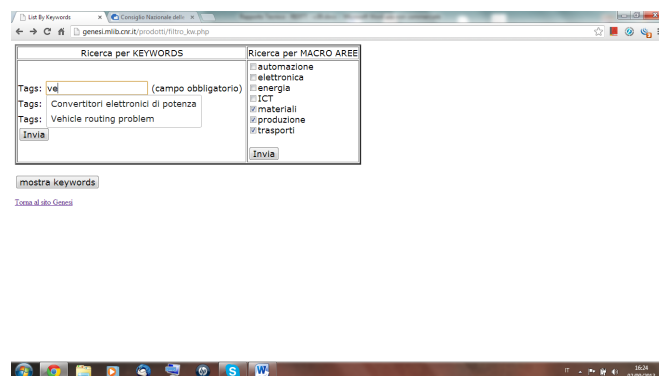 List By Keywords
Consiglio Nazionale delle
genesi.mlib.cnr.it/prodotti/filtro_kw.php
Ricerca per KEYWORDS
Ricerca per MACRO AREE
Tags: ve (campo obbligatorio)
Tags: Convertitori elettronici di potenza
Tags: Vehicle routing problem
Invia
automazione
elettronica
energia
ICT
materiali
produzione
trasporti
Invia
mostra keywords
Torna al sito Genesi
IT
16:24